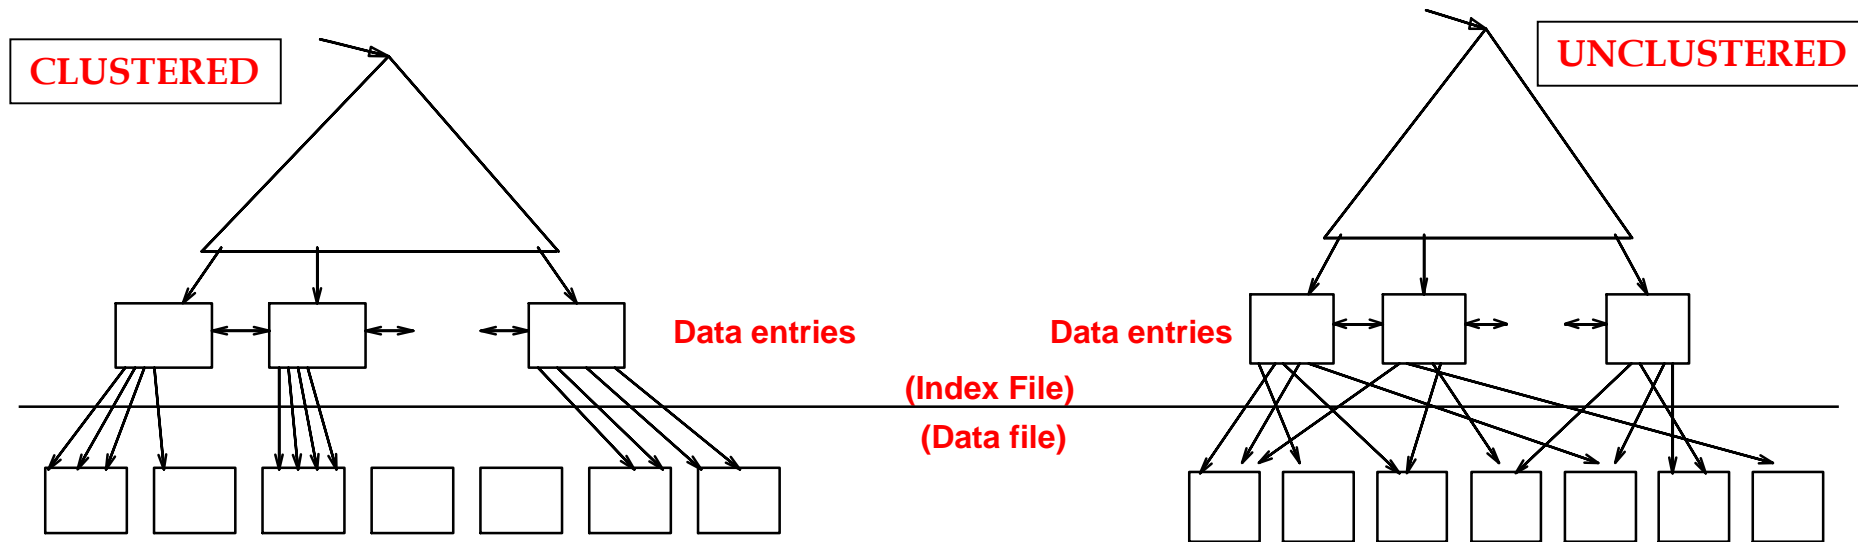 CLUSTERED
UNCLUSTERED
Data entries
Data entries
(Index File)
(Data file)